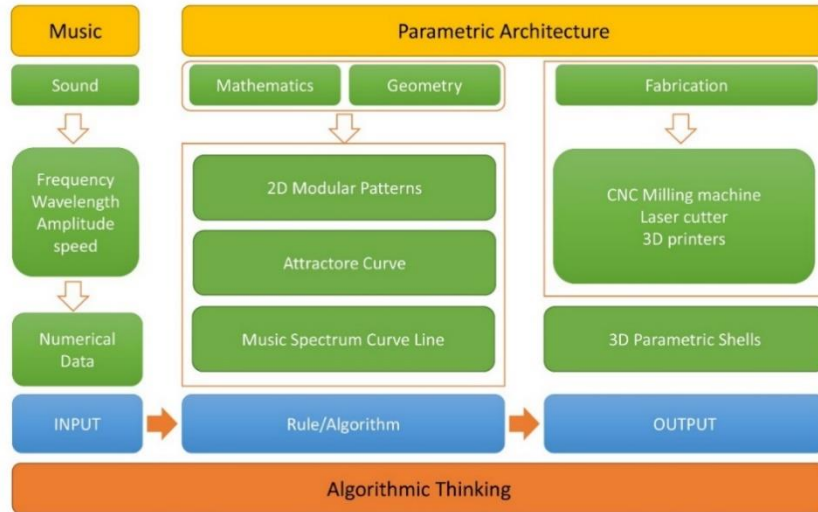 Music
Parametric Architecture
Sound
Mathematics
Geometry
Fabrication
Frequency
Wavelength
Amplitude
speed
2D Modular Patterns
CNC Milling machine
Laser cutter
3D printers
Attractore Curve
Numerical
Data
Music Spectrum Curve Line
3D Parametric Shells
INPUT
Rule/Algorithm
OUTPUT
Algorithmic Thinking